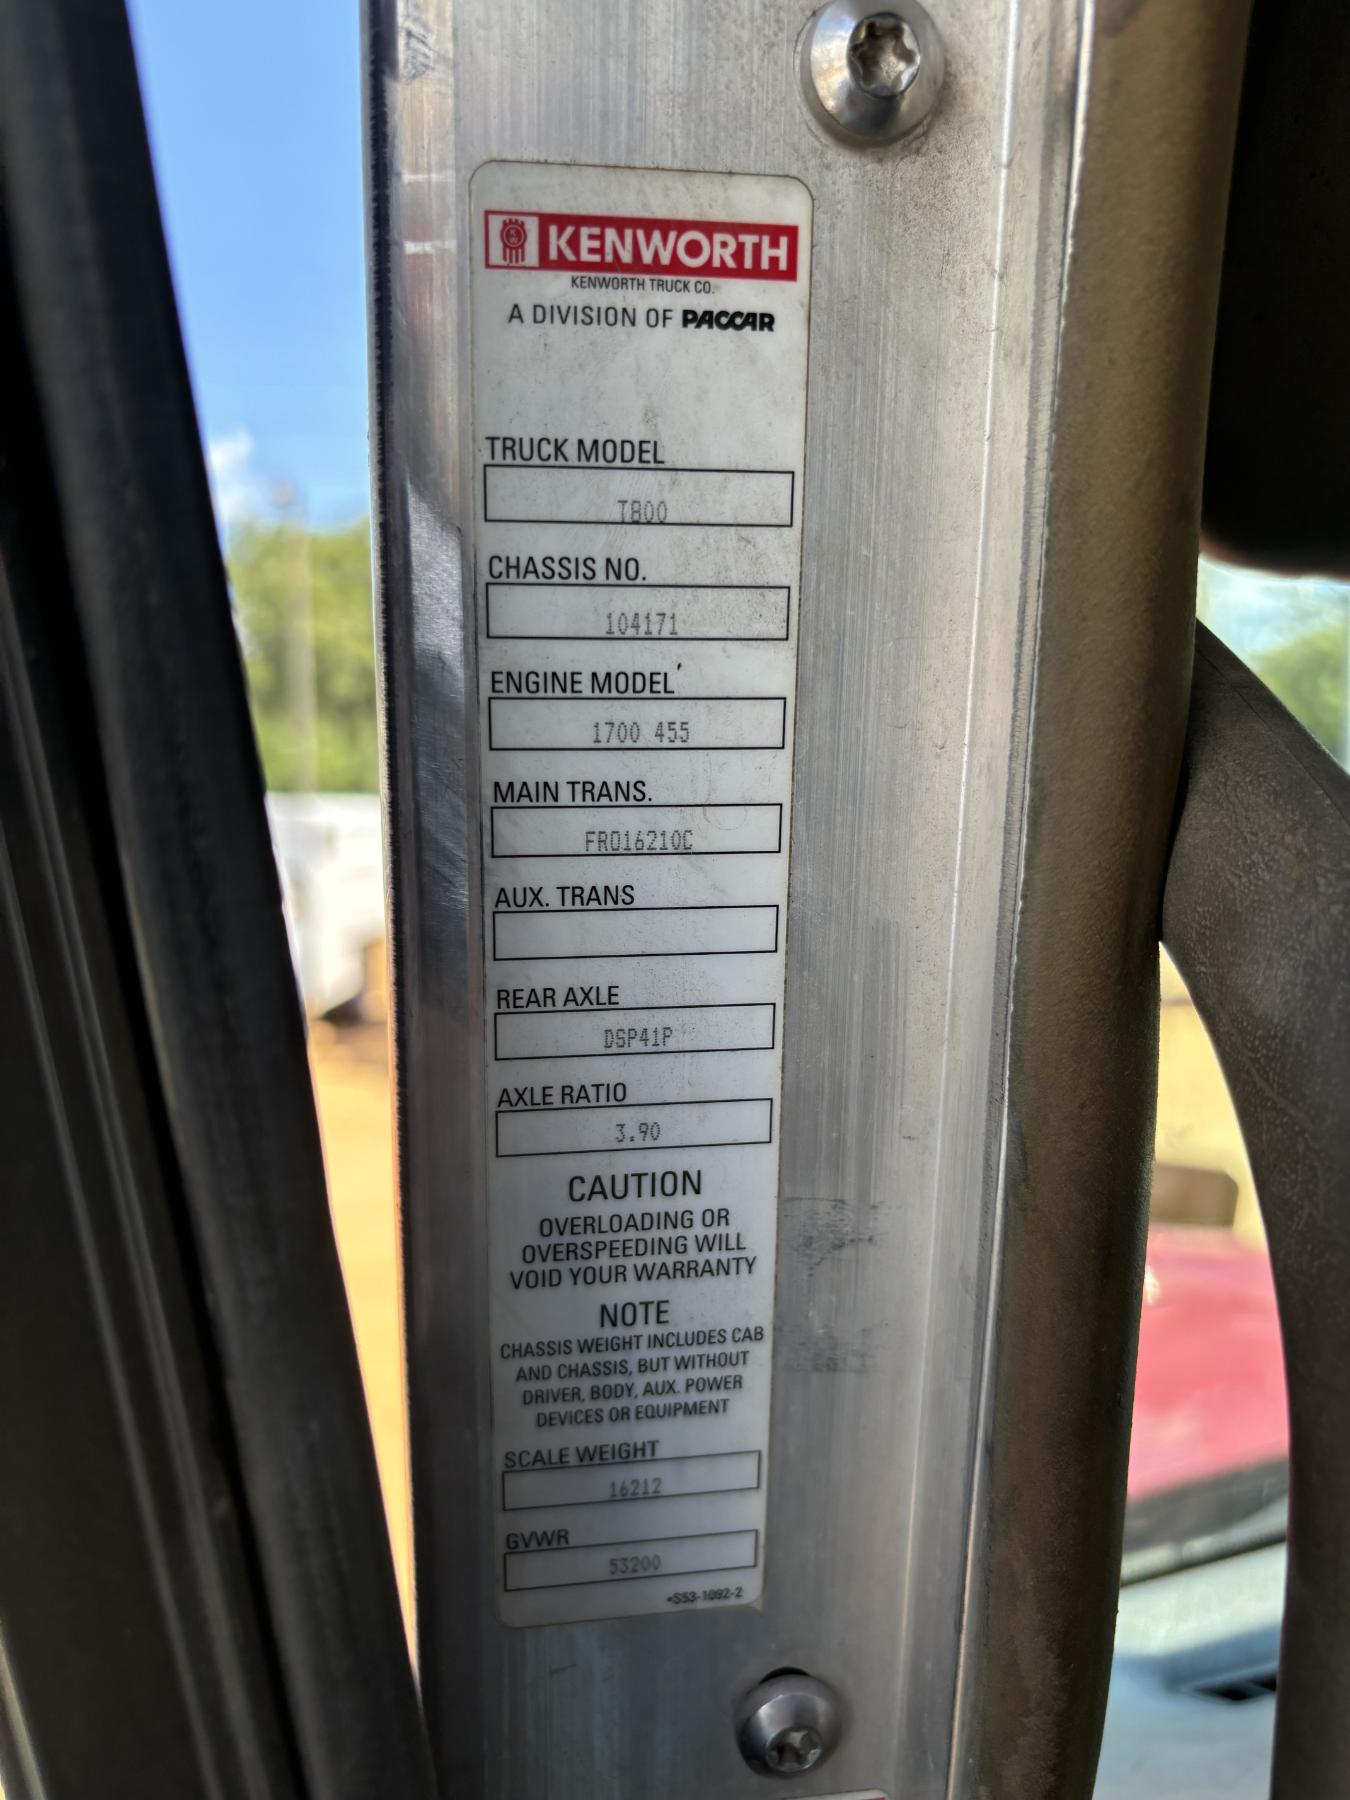 KENWORTH
KENWORTH TRUCK CO.
A DIVISION OF PACCAR
TRUCK MODEL
T800
CHASSIS NO.
104171
ENGINE MODEL
1700 455
MAIN TRANS.
FRO16210C
AUX. TRANS
REAR AXLE
DSP41P
AXLE RATIO
3.90
CAUTION
OVERLOADING OR
OVERSPEEDING WILL
VOID YOUR WARRANTY
NOTE
CHASSIS WEIGHT INCLUDES CAB
AND CHASSIS, BUT WITHOUT
DRIVER, BODY, AUX. POWER
DEVICES OR EQUIPMENT
SCALE WEIGHT
16212
GVWR
53200
•S53-1092-2